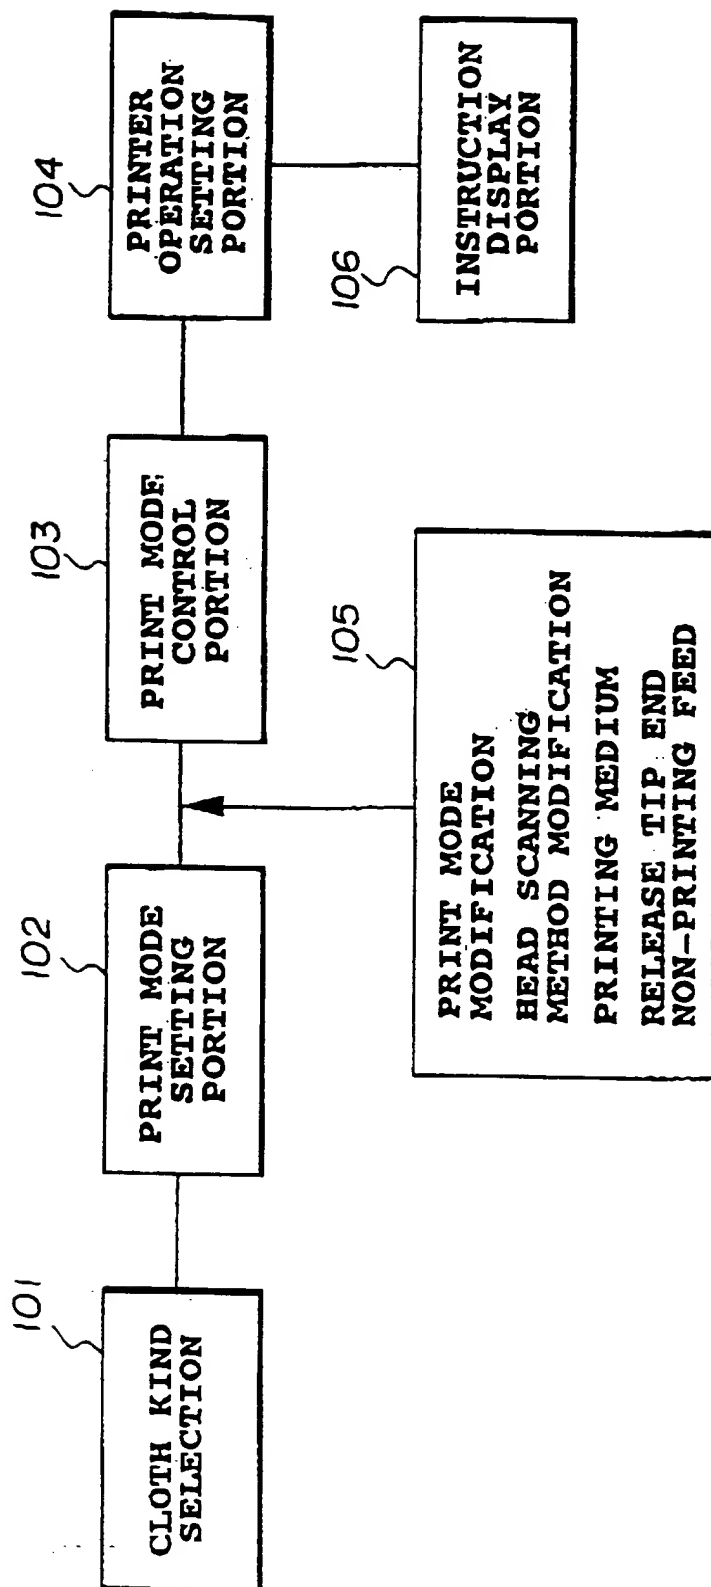 101
CLOTH KIND
SELECTION
102
PRINT MODE
SETTING
PORTION
103
PRINT MODE
CONTROL
PORTION
104
PRINTER
OPERATION
SETTING
PORTION
105
PRINT MODE
MODIFICATION
HEAD SCANNING
METHOD MODIFICATION
PRINTING MEDIUM
RELEASE TIP END
NON-PRINTING FEED
106
INSTRUCTION
DISPLAY
PORTION